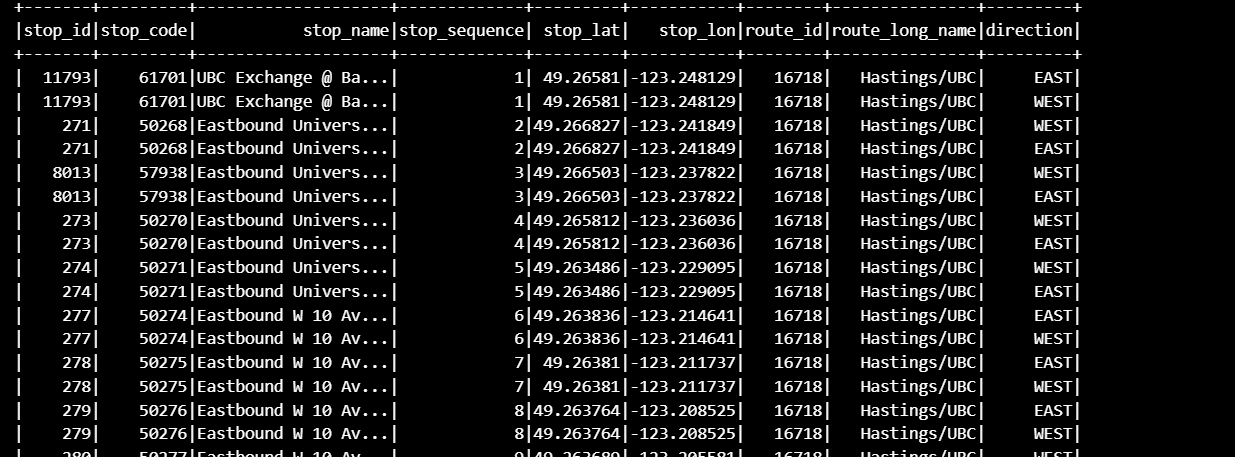 +-------+---------+--------------------+-------------+---------+-----------+--------+---------------+---------+
|stop_id|stop_code|           stop_name|stop_sequence| stop_lat|   stop_lon|route_id|route_long_name|direction|
+-------+---------+--------------------+-------------+---------+-----------+--------+---------------+---------+
|  11793|    61701|UBC Exchange @ Ba...|            1| 49.26581|-123.248129|   16718|   Hastings/UBC|     EAST|
|  11793|    61701|UBC Exchange @ Ba...|            1| 49.26581|-123.248129|   16718|   Hastings/UBC|     WEST|
|    271|    50268|Eastbound Univers...|            2|49.266827|-123.241849|   16718|   Hastings/UBC|     WEST|
|    271|    50268|Eastbound Univers...|            2|49.266827|-123.241849|   16718|   Hastings/UBC|     EAST|
|   8013|    57938|Eastbound Univers...|            3|49.266503|-123.237822|   16718|   Hastings/UBC|     WEST|
|   8013|    57938|Eastbound Univers...|            3|49.266503|-123.237822|   16718|   Hastings/UBC|     EAST|
|    273|    50270|Eastbound Univers...|            4|49.265812|-123.236036|   16718|   Hastings/UBC|     WEST|
|    273|    50270|Eastbound Univers...|            4|49.265812|-123.236036|   16718|   Hastings/UBC|     EAST|
|    274|    50271|Eastbound Univers...|            5|49.263486|-123.229095|   16718|   Hastings/UBC|     WEST|
|    274|    50271|Eastbound Univers...|            5|49.263486|-123.229095|   16718|   Hastings/UBC|     EAST|
|    277|    50274|Eastbound W 10 Av...|            6|49.263836|-123.214641|   16718|   Hastings/UBC|     EAST|
|    277|    50274|Eastbound W 10 Av...|            6|49.263836|-123.214641|   16718|   Hastings/UBC|     WEST|
|    278|    50275|Eastbound W 10 Av...|            7| 49.26381|-123.211737|   16718|   Hastings/UBC|     EAST|
|    278|    50275|Eastbound W 10 Av...|            7| 49.26381|-123.211737|   16718|   Hastings/UBC|     WEST|
|    279|    50276|Eastbound W 10 Av...|            8|49.263764|-123.208525|   16718|   Hastings/UBC|     EAST|
|    279|    50276|Eastbound W 10 Av...|            8|49.263764|-123.208525|   16718|   Hastings/UBC|     WEST|